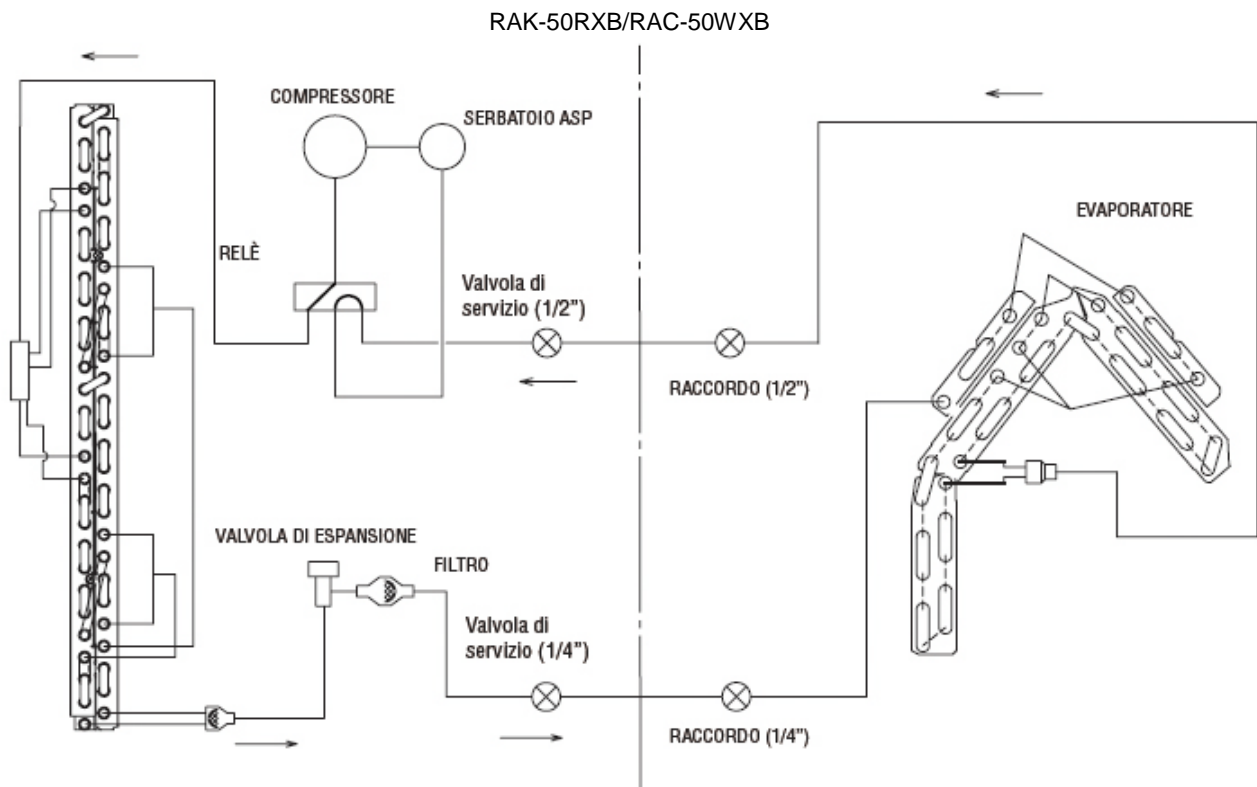 RAK-50RXB/RAC-50WXB
COMPRESSORE
SERBATOIO ASP
EVAPORATORE
RELÈ
Valvola di
servizio (1/2")
RACCORDO (1/2")
VALVOLA DI ESPANSIONE
FILTRO
Valvola di
servizio (1/4")
RACCORDO (1/4")